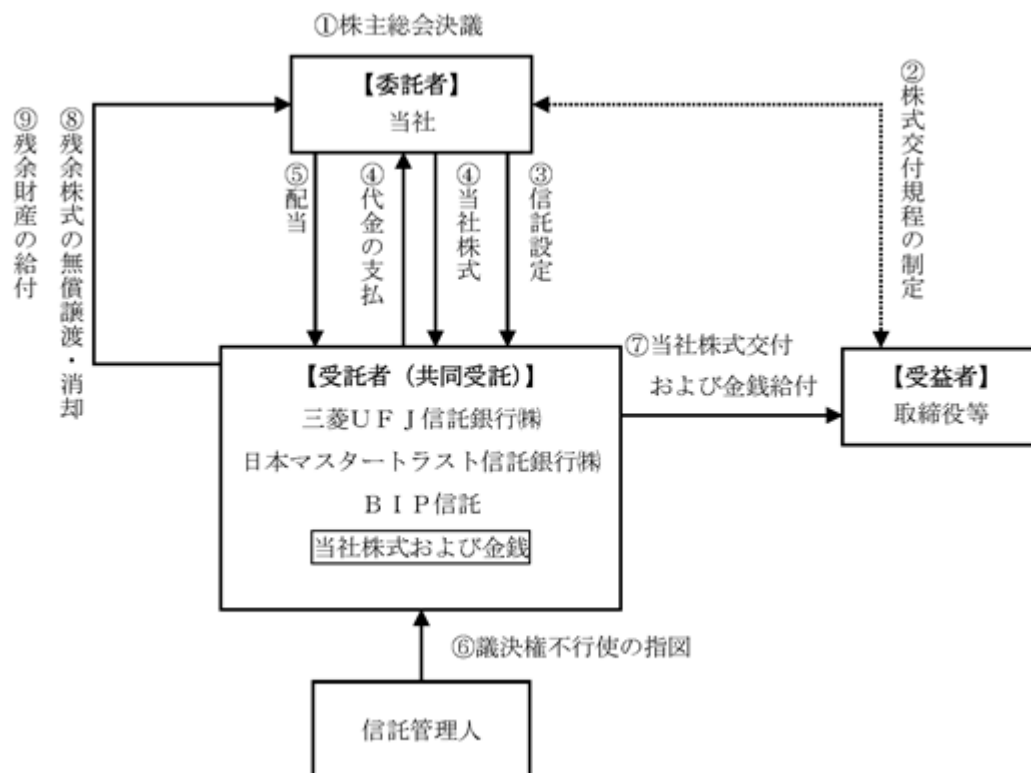 ①株主総会決議
【委託者】
当社
②株式交付規程の制定
⑨残余財産の給付
⑧残余株式の無償譲渡・消却
⑤配当
④代金の支払
④当社株式
③信託設定
【受託者（共同受託）】
三菱ＵＦＪ信託銀行㈱
日本マスタートラスト信託銀行㈱
ＢＩＰ信託
当社株式および金銭
⑦当社株式交付
および金銭給付
【受益者】
取締役等
⑥議決権不行使の指図
信託管理人